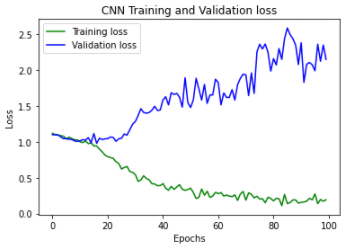 CNN Training and Validation loss
Training loss
Validation loss
2.5
2.0
1.5
1.0
0.5
0.0
Loss
0 20 40 60 80 100
Epochs